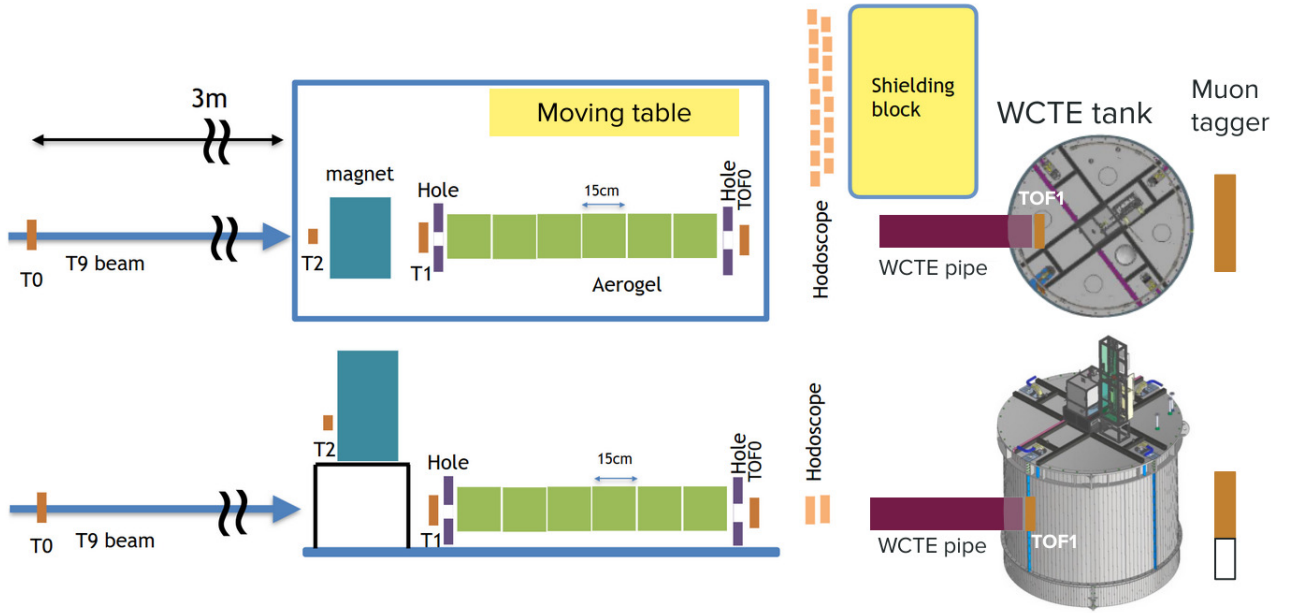 3m
Moving table
Shielding
block
WCTE tank
Muon
tagger
magnet
Hole
15cm
Hole
TOF0
TOF1
T0
T9 beam
T2
T1
Aerogel
Hodoscope
WCTE pipe
T2
Hole
15cm
Hole
TOF0
Hodoscope
T0
T9 beam
T1
WCTE pipe
TOF1